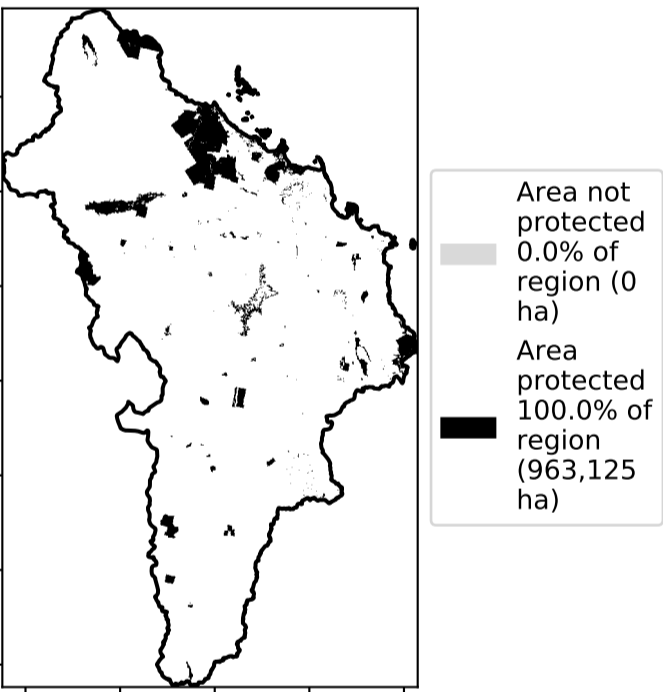 Area not
protected
0.0% of
region (0
ha)
Area
protected
100.0% of
region
(963,125
ha)